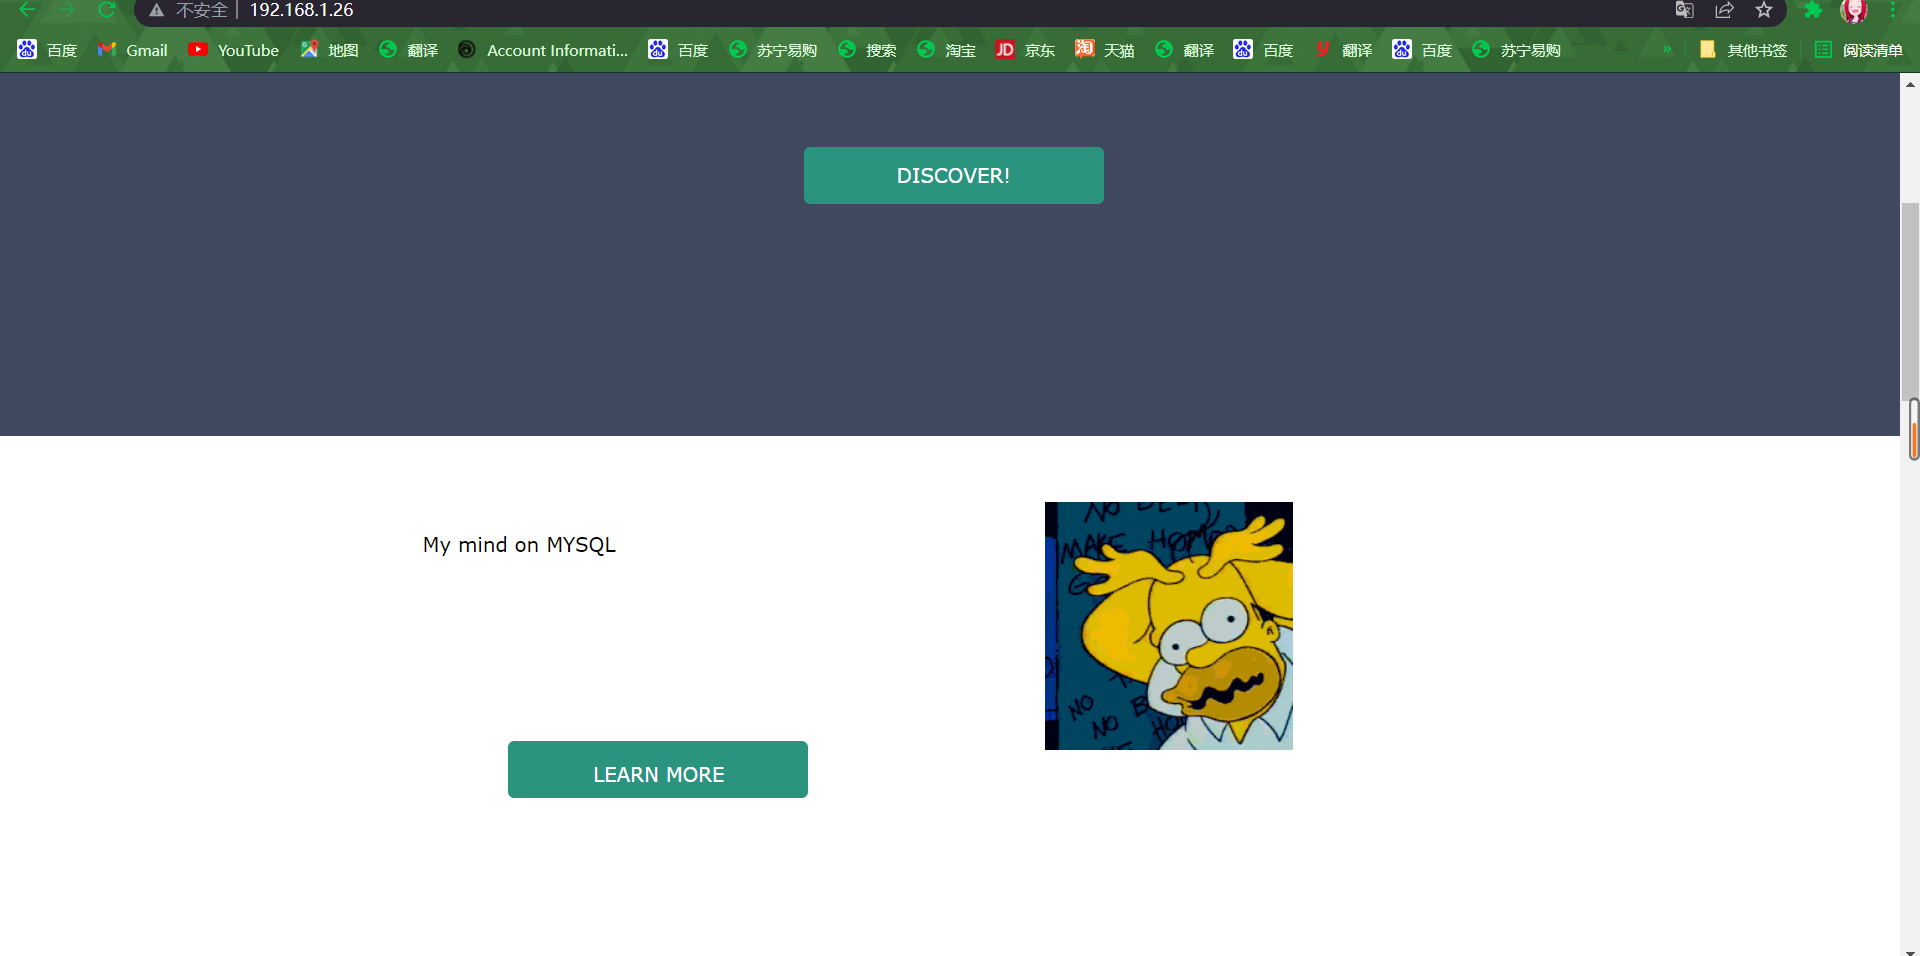 不安全 192.168.1.26
百度 Gmail YouTube 地图 翻译 Account Informati... 百度 苏宁易购 搜索 淘宝 JD 京东 淘 天猫 翻译 百度 翻译 百度 苏宁易购 » 其他书签 阅读清单
DISCOVER!
My mind on MYSQL
MAKE HOM
NO
NO B
LEARN MORE